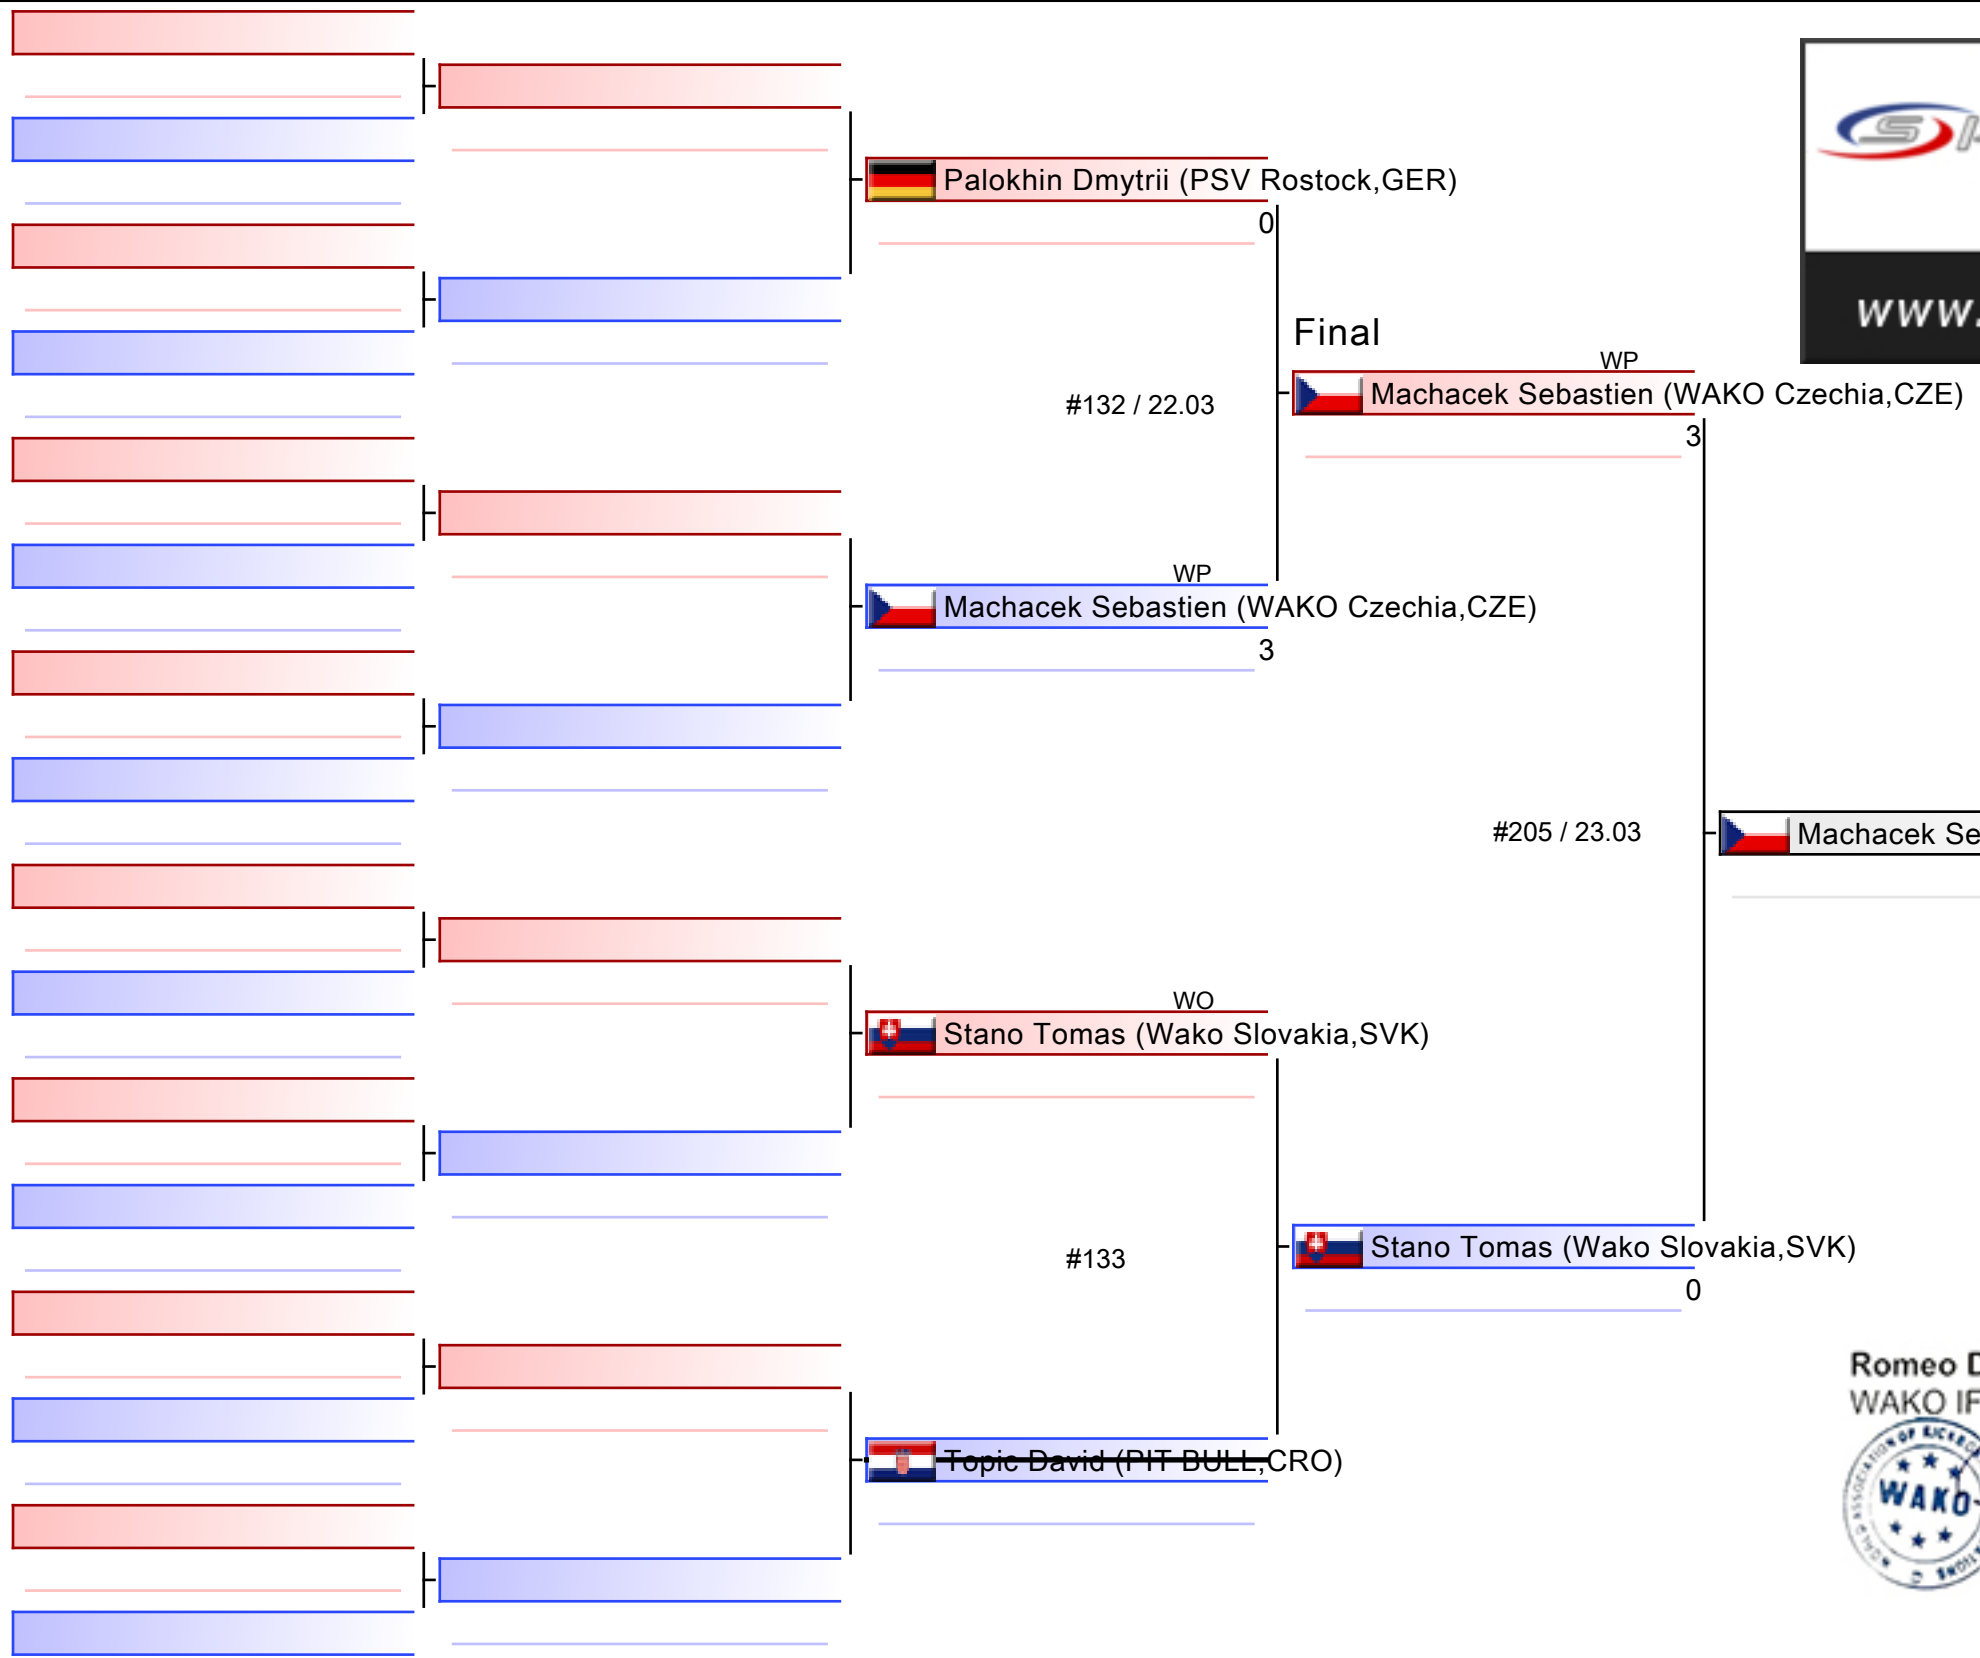 Palokhin Dmytrii (PSV Rostock,GER)
0
Final
WP
#132 / 22.03
Machacek Sebastien (WAKO Czechia,CZE)
3
WP
Machacek Sebastien (WAKO Czechia,CZE)
3
#205 / 23.03
Machacek Se
WO
Stano Tomas (Wako Slovakia,SVK)
#133
Stano Tomas (Wako Slovakia,SVK)
0
Topic David (PIT BULL,CRO)
www.
Romeo D
WAKO IF
WAKO